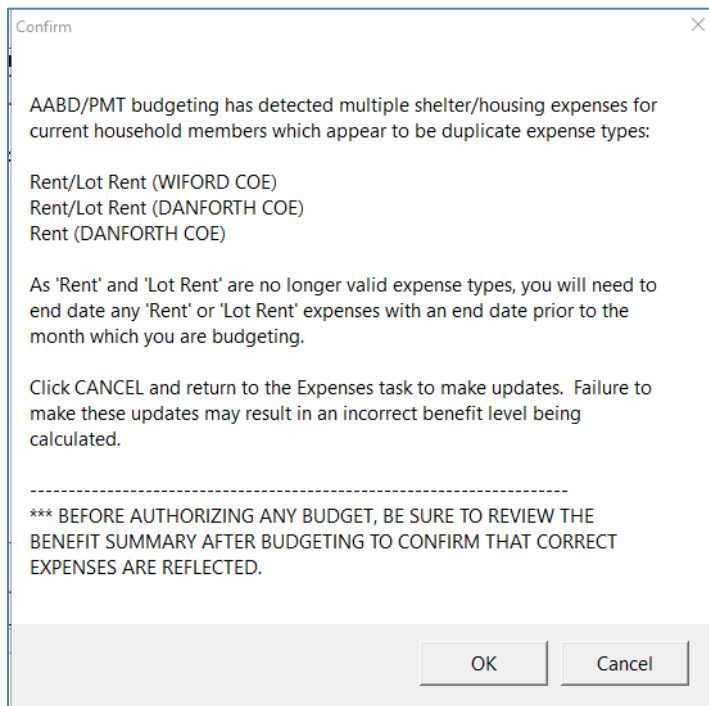 Confirm
AABD/PMT budgeting has detected multiple shelter/housing expenses for
current household members which appear to be duplicate expense types:
Rent/Lot Rent (WIFORD COE)
Rent/Lot Rent (DANFORTH COE)
Rent (DANFORTH COE)
As 'Rent' and 'Lot Rent' are no longer valid expense types, you will need to
end date any 'Rent' or 'Lot Rent' expenses with an end date prior to the
month which you are budgeting.
Click CANCEL and return to the Expenses task to make updates.  Failure to
make these updates may result in an incorrect benefit level being
calculated.
----------------------------------------------------------------------
*** BEFORE AUTHORIZING ANY BUDGET, BE SURE TO REVIEW THE
BENEFIT SUMMARY AFTER BUDGETING TO CONFIRM THAT CORRECT
EXPENSES ARE REFLECTED.
OK Cancel